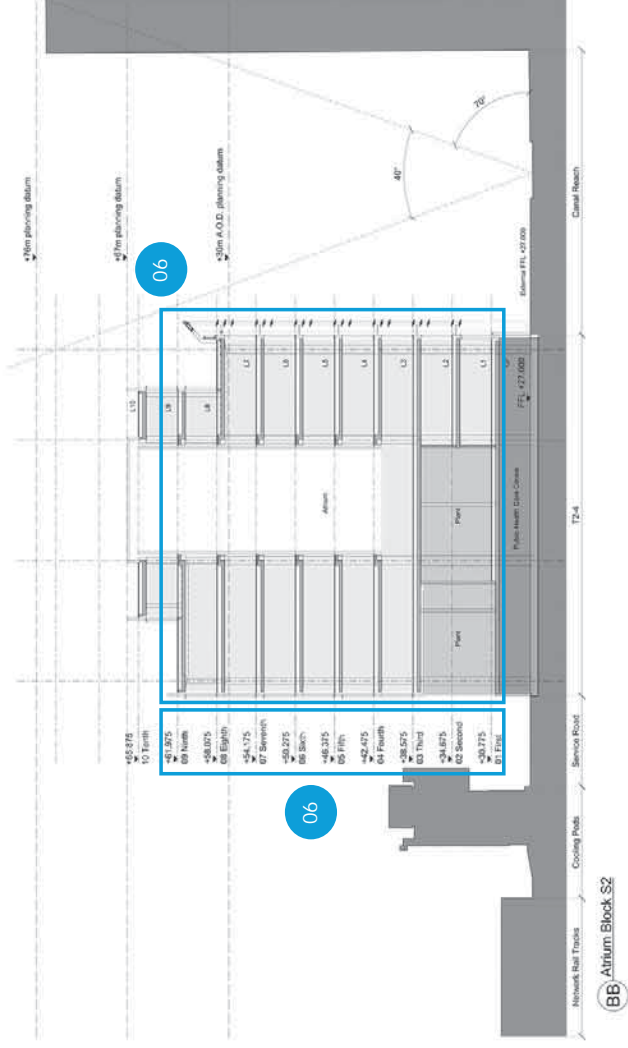 +76m planning datum
+67m planning datum
+30m A.O.D. planning datum
06
06
+65.875
10 Tenth
+61.975
09 Ninth
+58.075
08 Eighth
+54.175
07 Seventh
+50.275
06 Sixth
+46.375
05 Fifth
+42.475
04 Fourth
+38.575
03 Third
+34.675
02 Second
+30.775
01 First
L10
L9
L8
L7
L6
L5
L4
L3
L2
L1
Atrium
Plant
Plant
FFL +27.000
External FFL +27.000
40°
70°
Network Rail Tracks
Cooling Pods
Service Road
T2-4
Canal Reach
BB Atrium Block S2